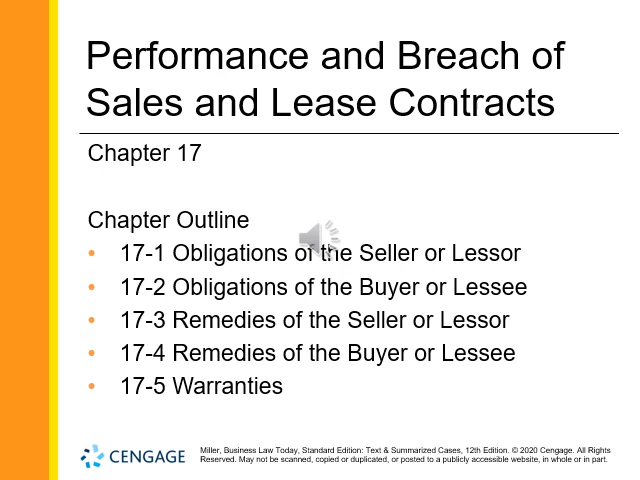 Performance and Breach of
Sales and Lease Contracts
Chapter 17
Chapter Outline
• 17-1 Obligations of the Seller or Lessor
• 17-2 Obligations of the Buyer or Lessee
• 17-3 Remedies of the Seller or Lessor
• 17-4 Remedies of the Buyer or Lessee
• 17-5 Warranties
CENGAGE
Miller, Business Law Today, Standard Edition: Text & Summarized Cases, 12th Edition. © 2020 Cengage. All Rights
Reserved. May not be scanned, copied or duplicated, or posted to a publicly accessible website, in whole or in part.